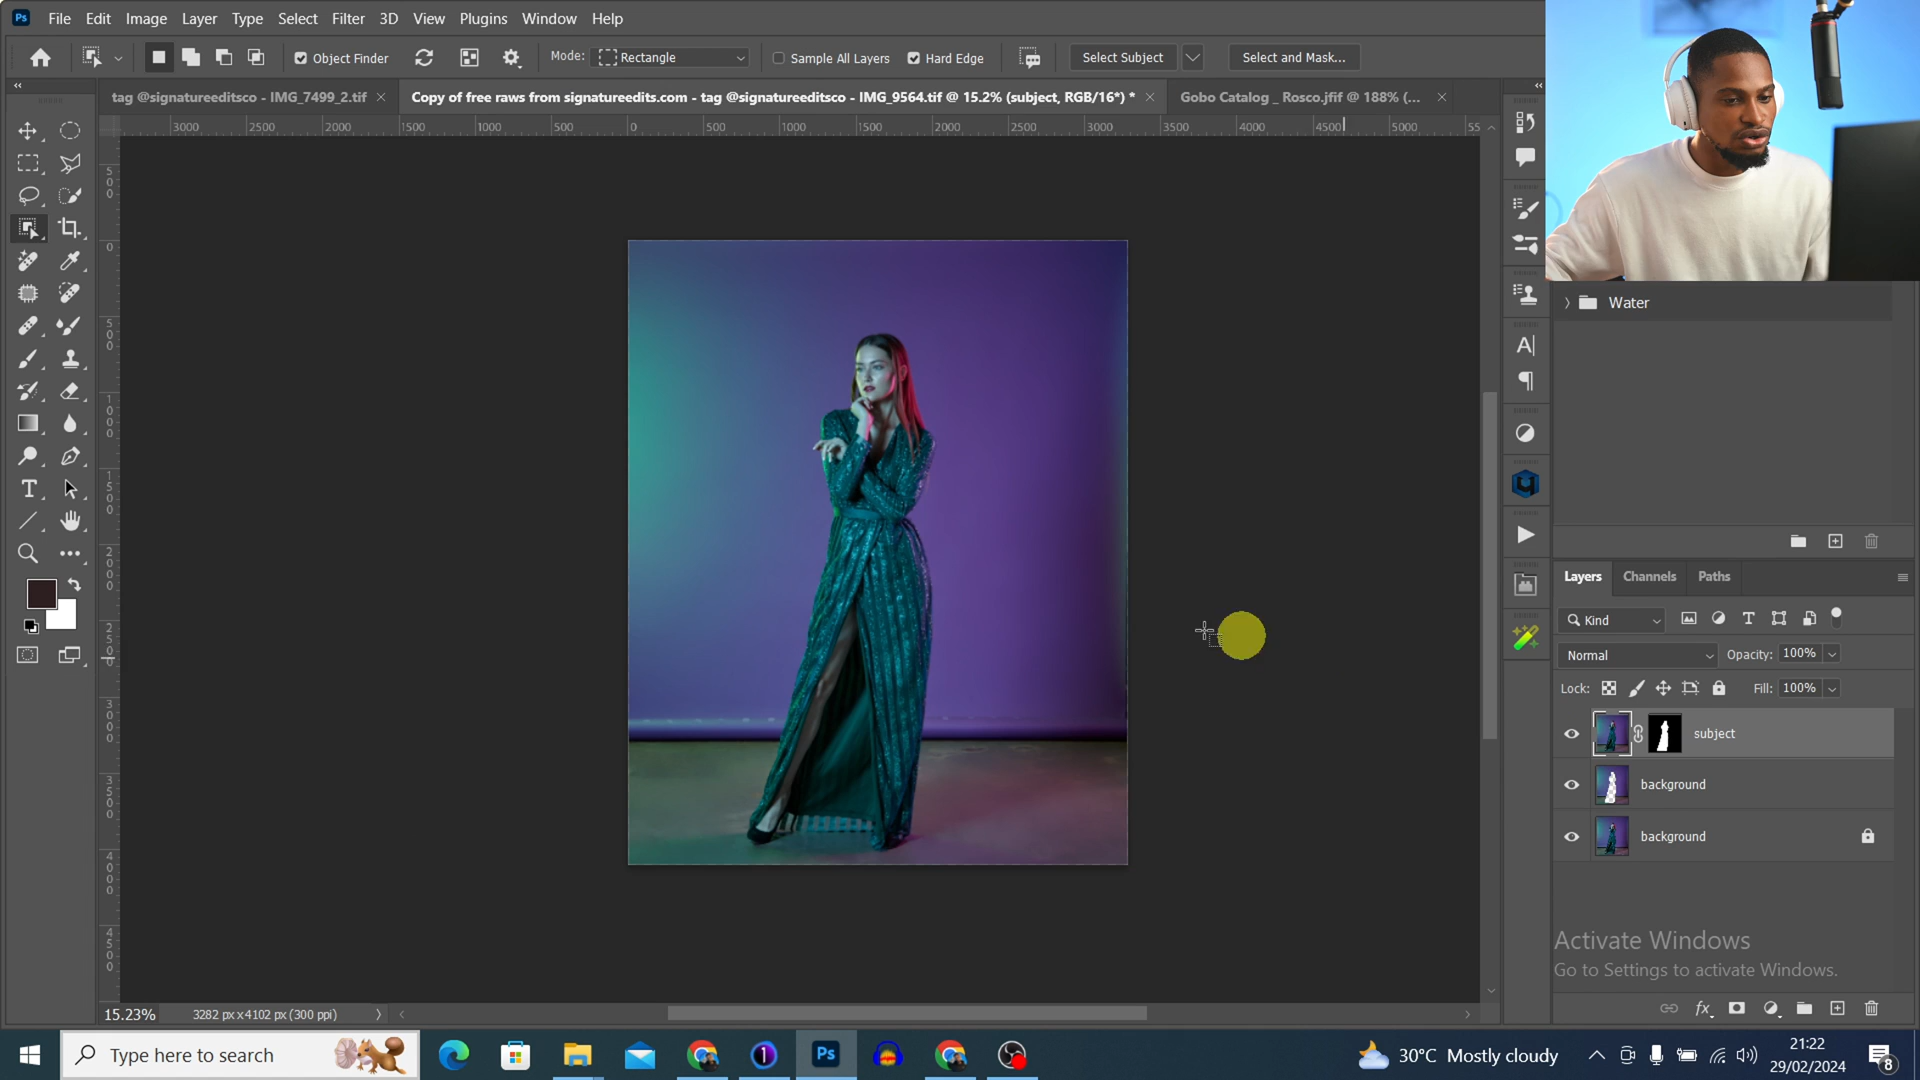 Ps File Edit Image Layer Type Select Filter 3D View Plugins Window Help
Object Finder Mode: Rectangle Sample All Layers Hard Edge Select Subject Select and Mask...
tag @signatureeditsco - IMG_7499_2.tif
Copy of free raws from signatureedits.com - tag @signatureeditsco - IMG_9564.tif @ 15.2% (subject, RGB/16*) *
Gobo Catalog _ Rosco.jfif @ 188% (...
3000 2500 2000 1500 1000 500 0 500 1000 1500 2000 2500 3000 3500 4000 4500 5000 55
0
500
0
500
1000
1500
2000
2500
3000
3500
4000
4500
Water
Layers Channels Paths
Kind
Normal Opacity: 100%
Lock: Fill: 100%
subject
background
background
Activate Windows
Go to Settings to activate Windows.
15.23% 3282 px x 4102 px (300 ppi)
Type here to search
Ps
30°C Mostly cloudy
21:22
29/02/2024
8